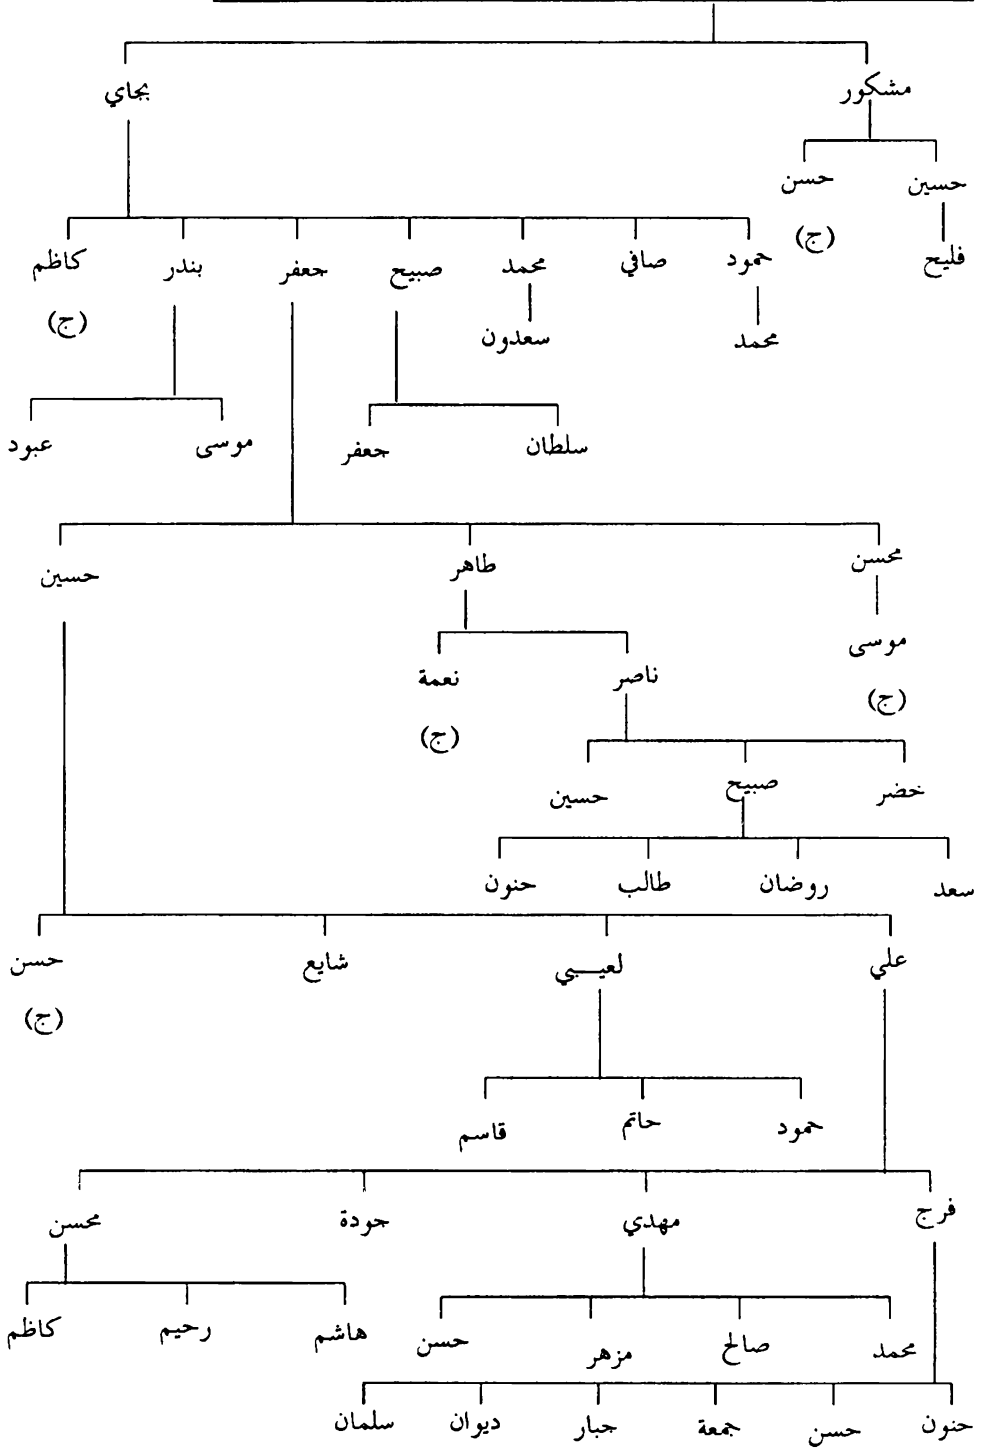 مشكور بجاي
حسين حسن
(ج)
فليح
حمود صافي محمد صبيح جعفر بندر كاظم
(ج)
محمد سعدون
سلطان جعفر موسى عبود
محسن طاهر حسين
موسى
(ج)
ناصر نعمة
(ج)
خضر صبيح حسين
سعد روضان طالب حنون
علي لعيـبي شايع حسن
(ج)
حمود حاتم قاسم
فرج مهدي جودة محسن
هاشم رحيم كاظم
محمد صالح مزهر حسن
حنون حسن جمعة جبار ديوان سلمان